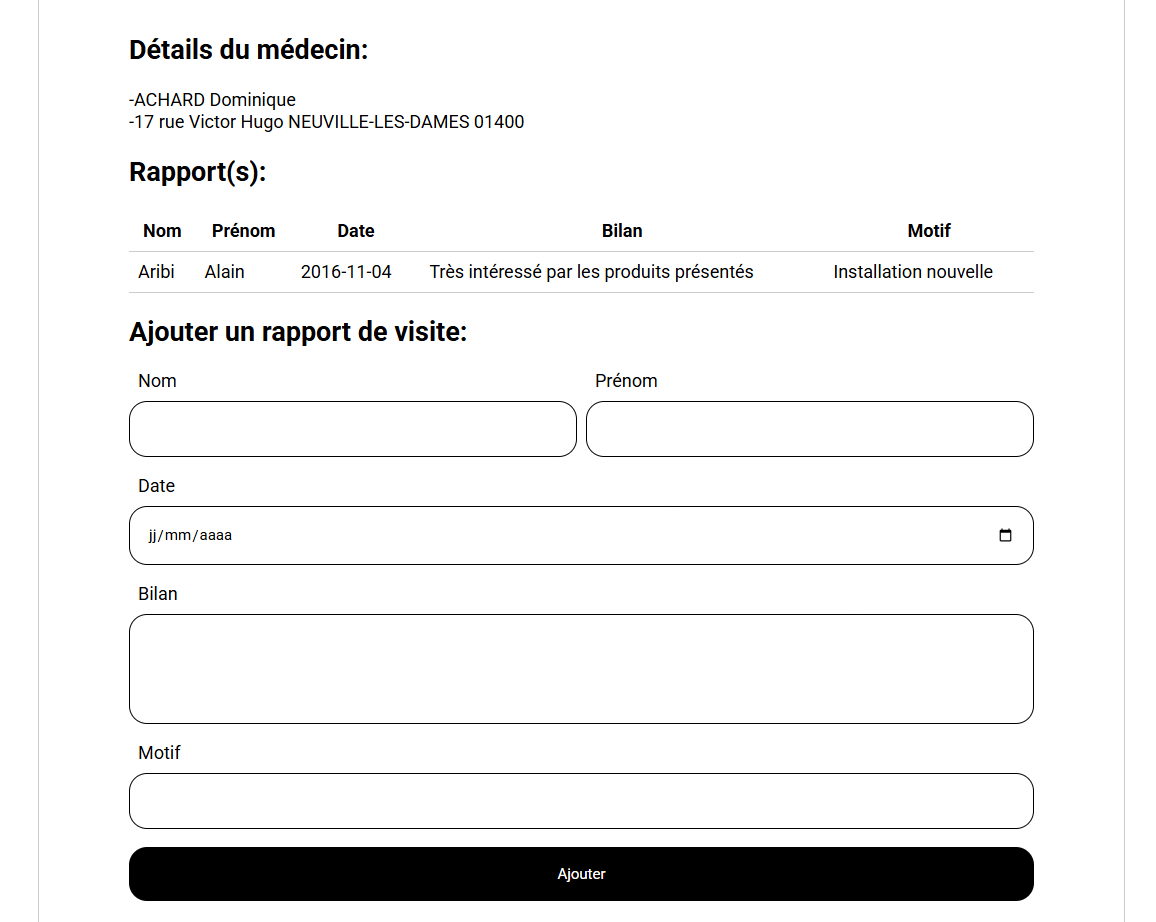 Détails du médecin:
-ACHARD Dominique
-17 rue Victor Hugo NEUVILLE-LES-DAMES 01400
Rapport(s):
Nom Prénom Date Bilan Motif
Aribi Alain 2016-11-04 Très intéressé par les produits présentés Installation nouvelle
Ajouter un rapport de visite:
Nom Prénom
Date
jj/mm/aaaa
Bilan
Motif
Ajouter